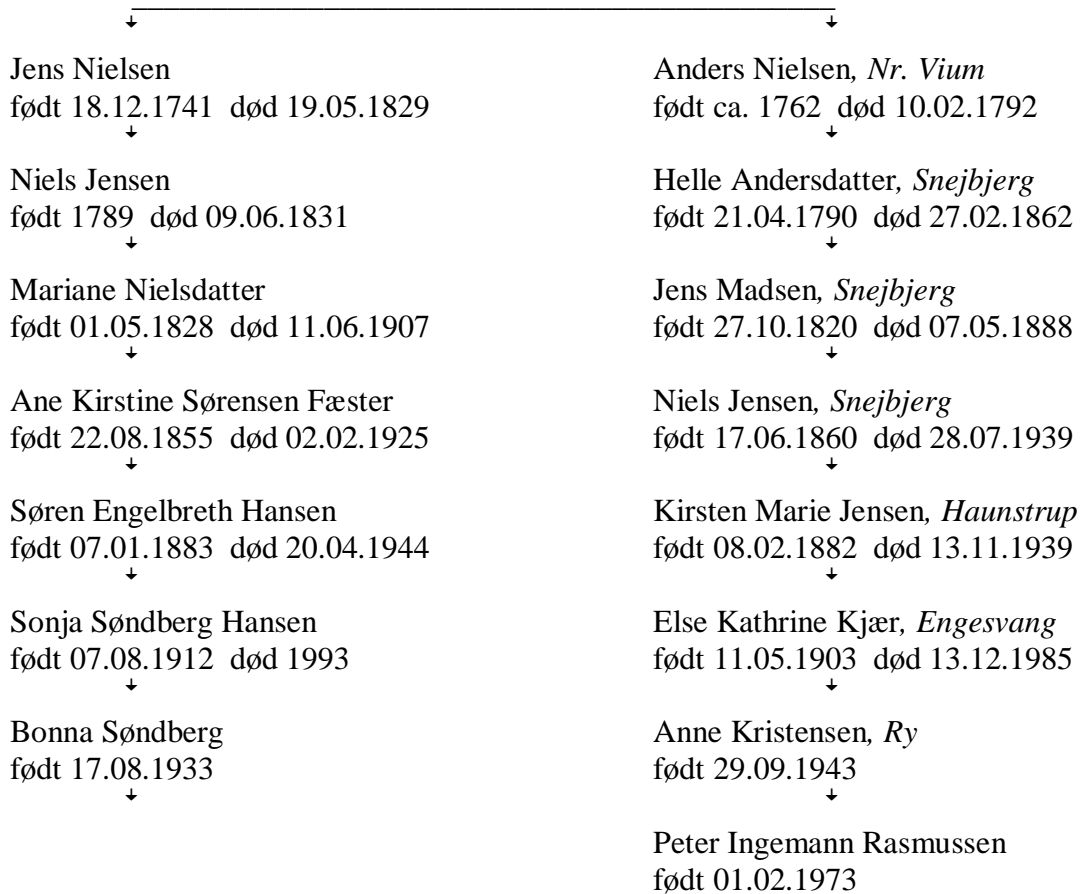 Jens Nielsen
født 18.12.1741 død 19.05.1829
Niels Jensen
født 1789 død 09.06.1831
Mariane Nielsdatter
født 01.05.1828 død 11.06.1907
Ane Kirstine Sørensen Fæster
født 22.08.1855 død 02.02.1925
Søren Engelbreth Hansen
født 07.01.1883 død 20.04.1944
Sonja Søndberg Hansen
født 07.08.1912 død 1993
Bonna Søndberg
født 17.08.1933
Anders Nielsen, Nr. Vium
født ca. 1762 død 10.02.1792
Helle Andersdatter, Snejbjerg
født 21.04.1790 død 27.02.1862
Jens Madsen, Snejbjerg
født 27.10.1820 død 07.05.1888
Niels Jensen, Snejbjerg
født 17.06.1860 død 28.07.1939
Kirsten Marie Jensen, Haunstrup
født 08.02.1882 død 13.11.1939
Else Kathrine Kjær, Engesvang
født 11.05.1903 død 13.12.1985
Anne Kristensen, Ry
født 29.09.1943
Peter Ingemann Rasmussen
født 01.02.1973